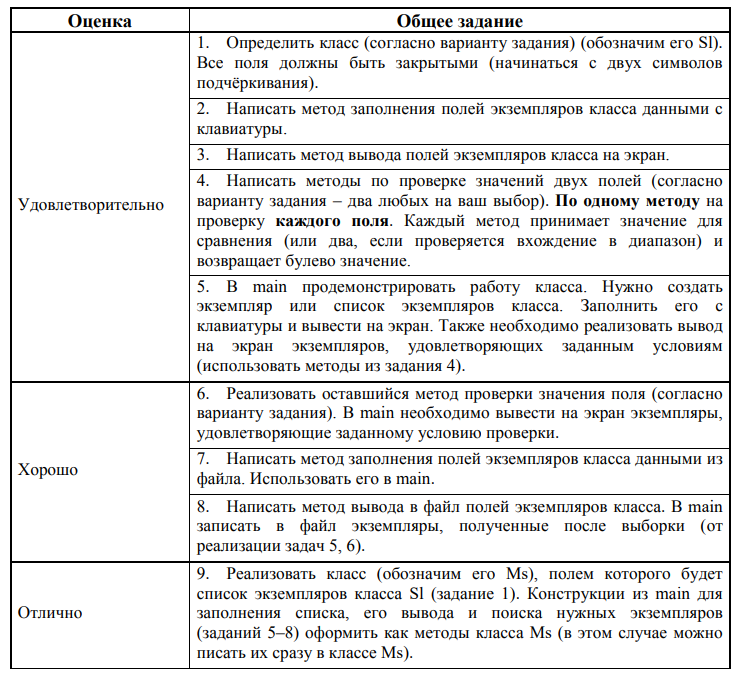 Оценка
Общее задание
Удовлетворительно
1. Определить класс (согласно варианту задания) (обозначим его Sl).
Все поля должны быть закрытыми (начинаться с двух символов
подчёркивания).
2. Написать метод заполнения полей экземпляров класса данными с
клавиатуры.
3. Написать метод вывода полей экземпляров класса на экран.
4. Написать методы по проверке значений двух полей (согласно
варианту задания – два любых на ваш выбор). По одному методу на
проверку каждого поля. Каждый метод принимает значение для
сравнения (или два, если проверяется вхождение в диапазон) и
возвращает булево значение.
5. В main продемонстрировать работу класса. Нужно создать
экземпляр или список экземпляров класса. Заполнить его с
клавиатуры и вывести на экран. Также необходимо реализовать вывод
на экран экземпляров, удовлетворяющих заданным условиям
(использовать методы из задания 4).
Хорошо
6. Реализовать оставшийся метод проверки значения поля (согласно
варианту задания). В main необходимо вывести на экран экземпляры,
удовлетворяющие заданному условию проверки.
7. Написать метод заполнения полей экземпляров класса данными из
файла. Использовать его в main.
8. Написать метод вывода в файл полей экземпляров класса. В main
записать в файл экземпляры, полученные после выборки (от
реализации задач 5, 6).
Отлично
9. Реализовать класс (обозначим его Ms), полем которого будет
список экземпляров класса Sl (задание 1). Конструкции из main для
заполнения списка, его вывода и поиска нужных экземпляров
(заданий 5–8) оформить как методы класса Ms (в этом случае можно
писать их сразу в классе Ms).